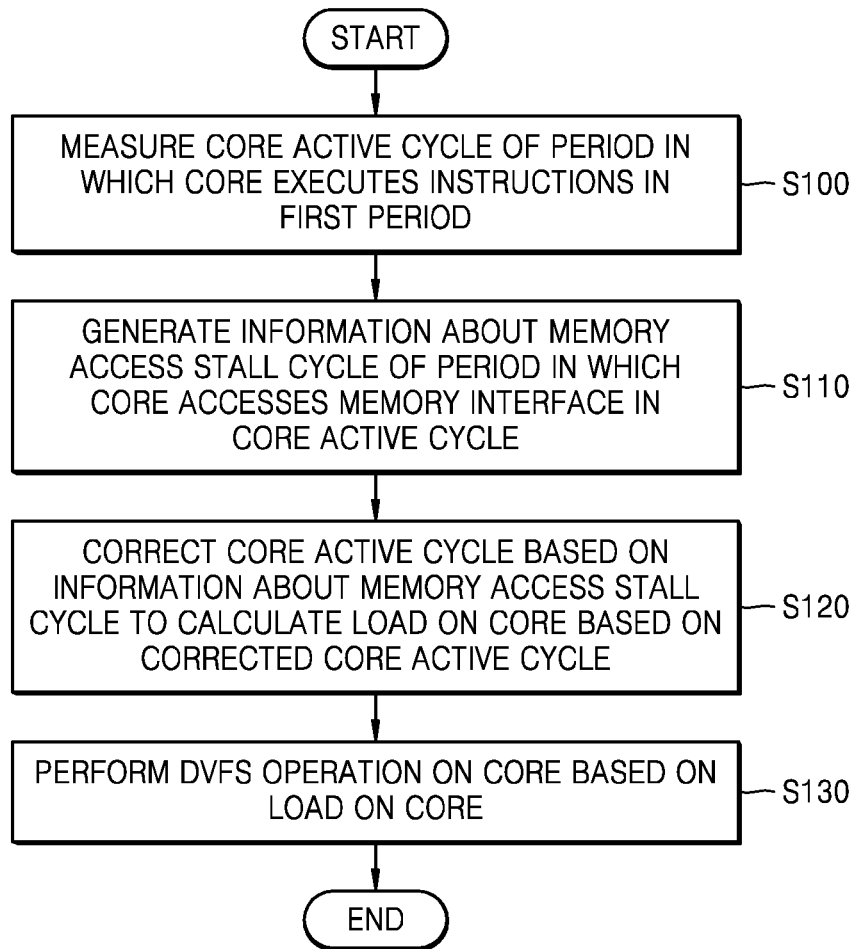 START
MEASURE CORE ACTIVE CYCLE OF PERIOD IN
WHICH CORE EXECUTES INSTRUCTIONS IN
FIRST PERIOD
S100
GENERATE INFORMATION ABOUT MEMORY
ACCESS STALL CYCLE OF PERIOD IN WHICH
CORE ACCESSES MEMORY INTERFACE IN
CORE ACTIVE CYCLE
S110
CORRECT CORE ACTIVE CYCLE BASED ON
INFORMATION ABOUT MEMORY ACCESS STALL
CYCLE TO CALCULATE LOAD ON CORE BASED ON
CORRECTED CORE ACTIVE CYCLE
S120
PERFORM DVFS OPERATION ON CORE BASED ON
LOAD ON CORE
S130
END